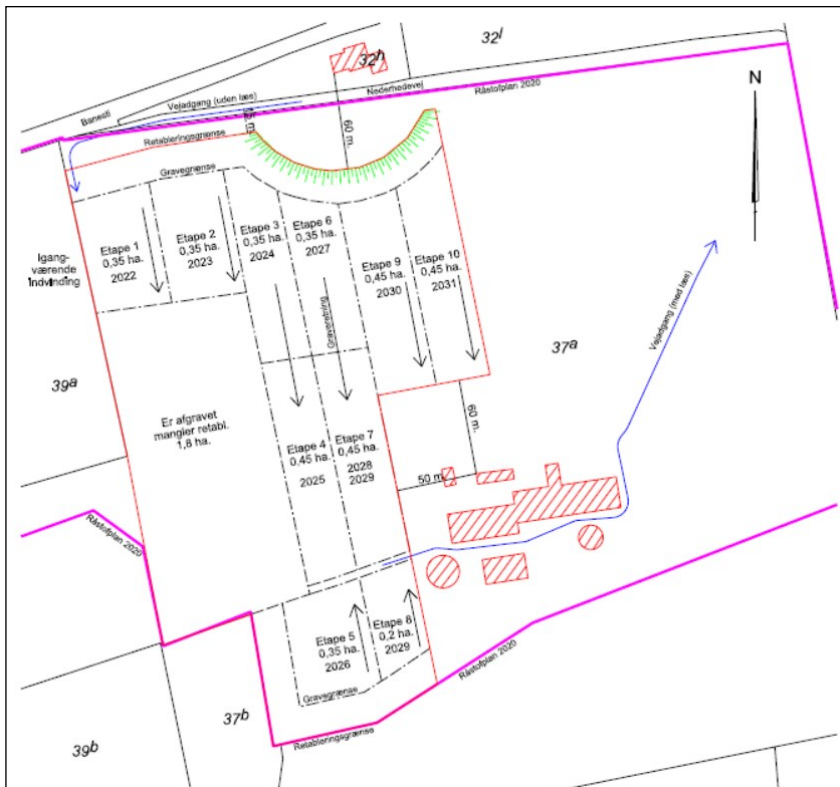 32l
32h
Banesti
Vejadgang (uden læs)
Nederhedevej
Råstofplan 2020
N
Retableringsgrænse
60 m.
Gravegrænse
Igang-
værende
indvinding
Etape 1
0,35 ha.
2022
Etape 2
0,35 ha.
2023
Etape 3
0,35 ha.
2024
Etape 6
0,35 ha.
2027
Etape 9
0,45 ha.
2030
Etape 10
0,45 ha.
2031
Graveretning
Vejadgang (med læs)
37a
39a
Er afgravet
mangler retabl.
1,8 ha.
Etape 4
0,45 ha.
2025
Etape 7
0,45 ha.
2028
2029
60 m.
50 m.
Råstofplan 2020
Etape 5
0,35 ha.
2026
Etape 8
0,2 ha.
2029
Gravegrænse
Råstofplan 2020
37b
39b
Retableringsgrænse